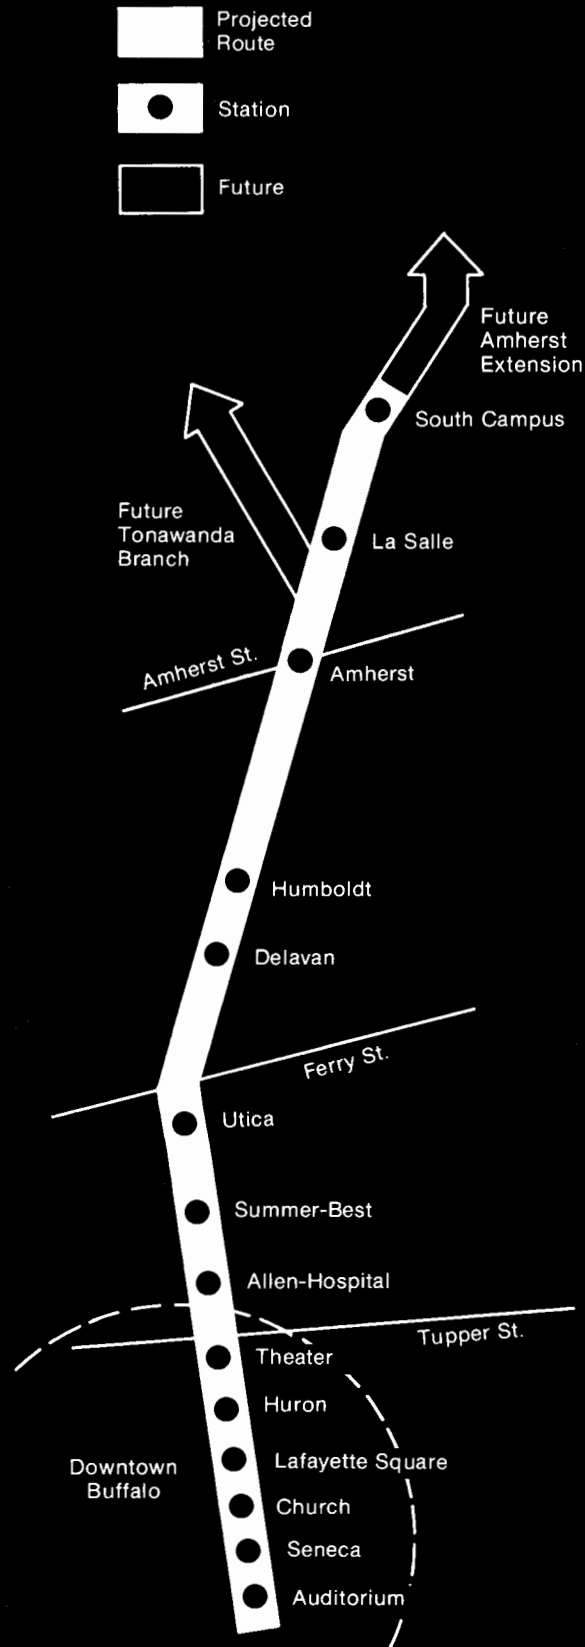 Projected
Route
Station
Future
Future
Amherst
Extension
South Campus
Future
Tonawanda
Branch
La Salle
Amherst St.
Amherst
Humboldt
Delavan
Ferry St.
Utica
Summer-Best
Allen-Hospital
Tupper St.
Theater
Huron
Lafayette Square
Downtown
Buffalo
Church
Seneca
Auditorium